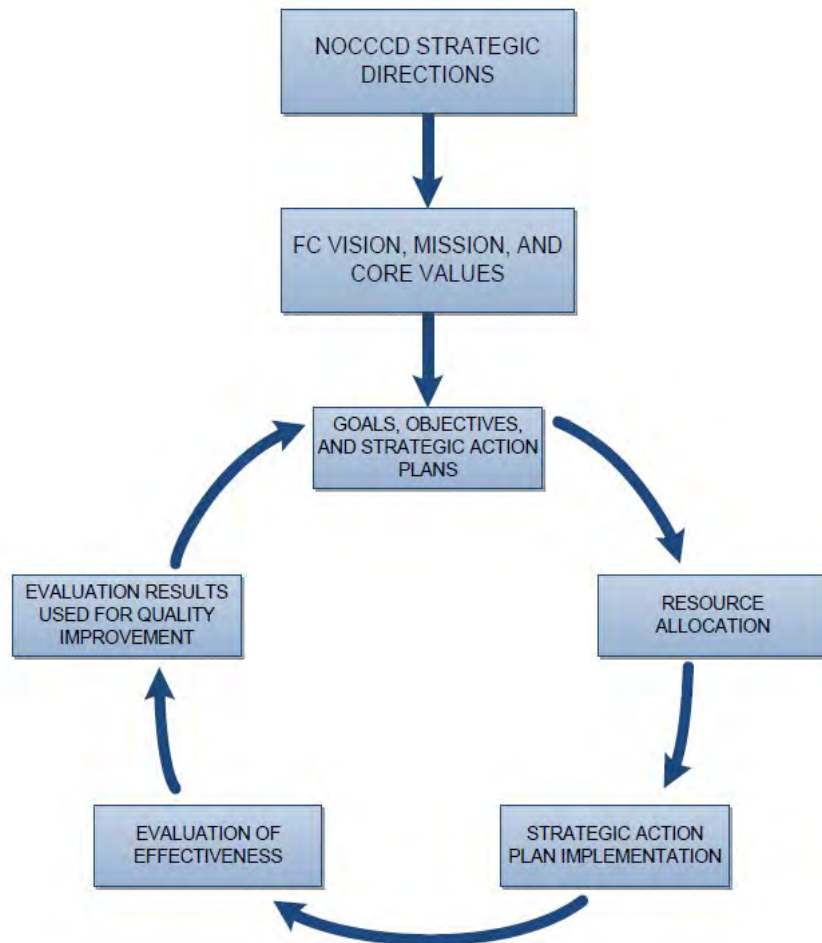 NOCCCD STRATEGIC
DIRECTIONS
FC VISION, MISSION, AND
CORE VALUES
GOALS, OBJECTIVES,
AND STRATEGIC ACTION
PLANS
EVALUATION RESULTS
USED FOR QUALITY
IMPROVEMENT
RESOURCE
ALLOCATION
EVALUATION OF
EFFECTIVENESS
STRATEGIC ACTION
PLAN IMPLEMENTATION